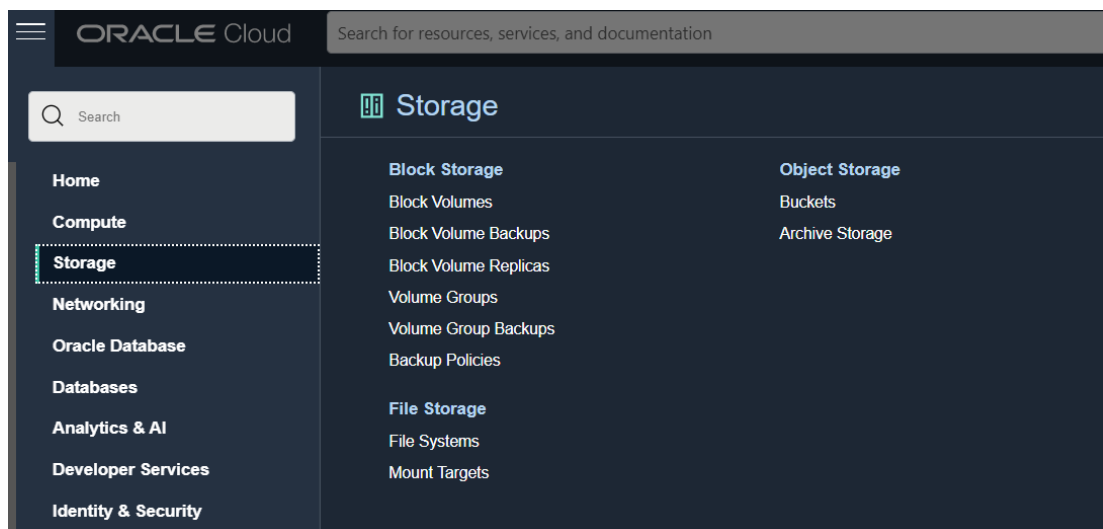 ORACLE Cloud
Search for resources, services, and documentation
Search
Home
Compute
Storage
Networking
Oracle Database
Databases
Analytics & AI
Developer Services
Identity & Security
Storage
Block Storage
Block Volumes
Block Volume Backups
Block Volume Replicas
Volume Groups
Volume Group Backups
Backup Policies
File Storage
File Systems
Mount Targets
Object Storage
Buckets
Archive Storage